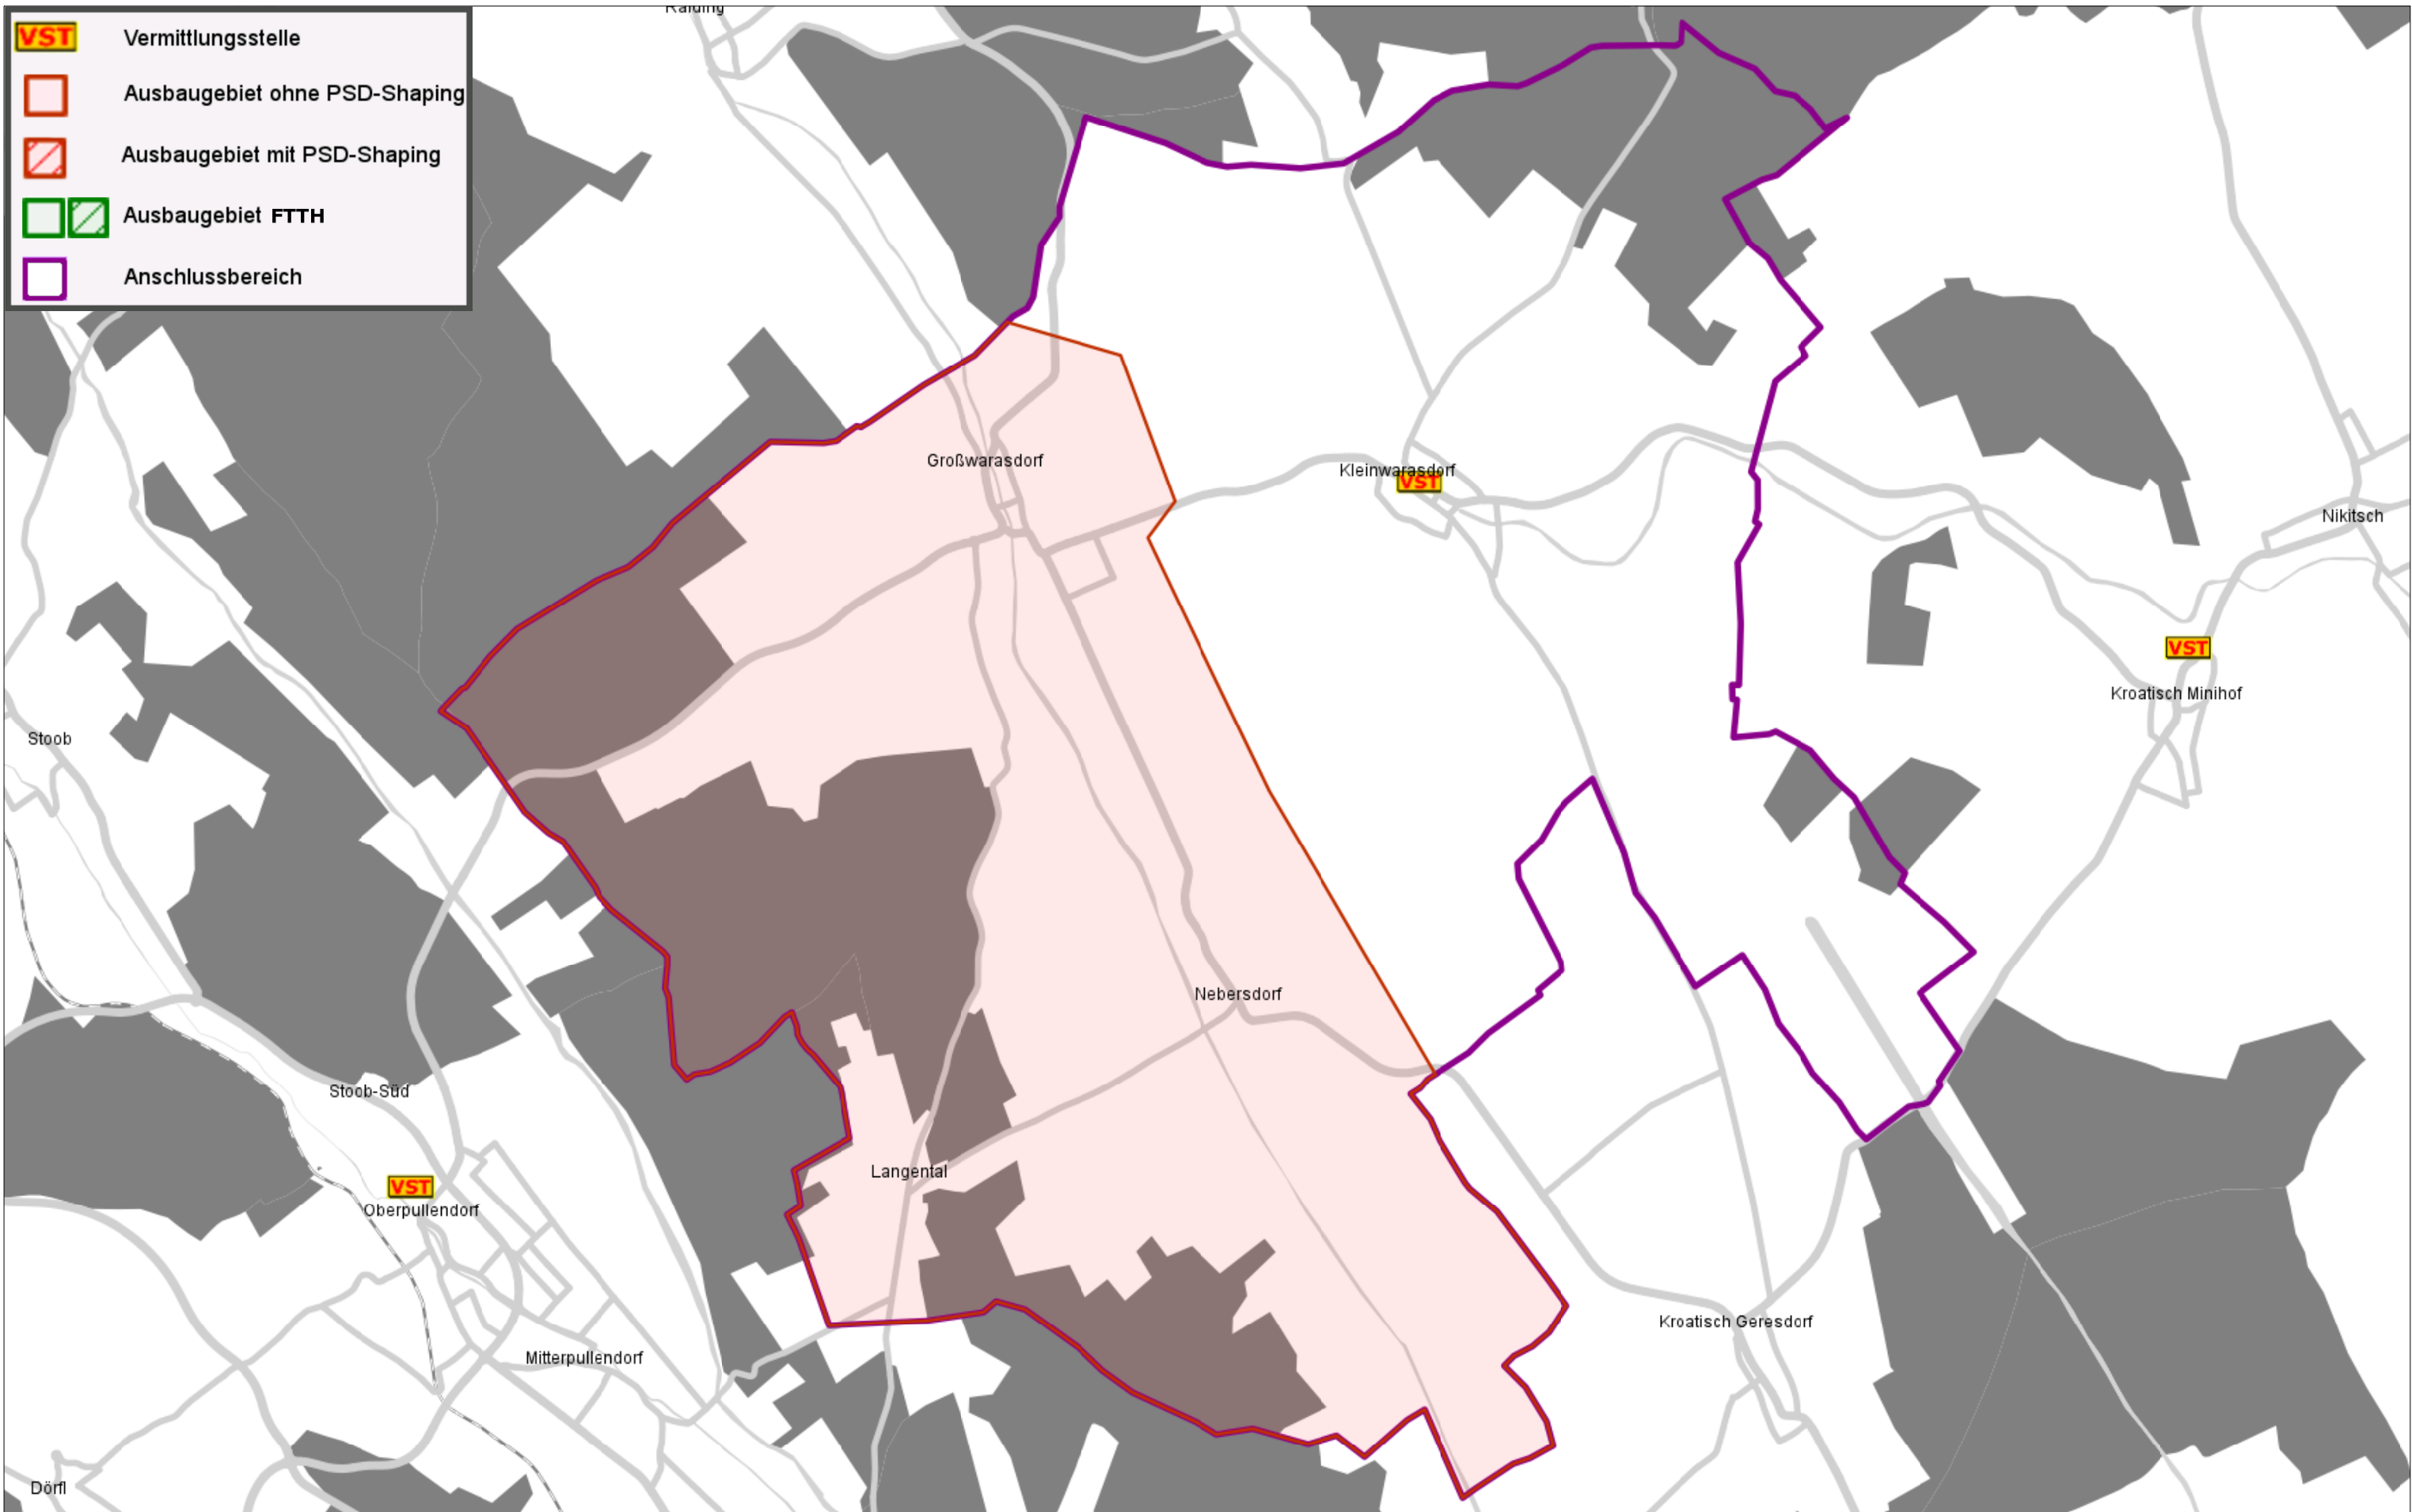 Raiding
VST Vermittlungsstelle
Ausbaugebiet ohne PSD-Shaping
Ausbaugebiet mit PSD-Shaping
Ausbaugebiet FTTH
Anschlussbereich
Großwarasdorf
Kleinwarasdorf
VST
Nikitsch
VST
Kroatisch Minihof
Stoob
Nebersdorf
Stoob-Süd
Langental
VST
Oberpullendorf
Kroatisch Geresdorf
Mitterpullendorf
Dörfl